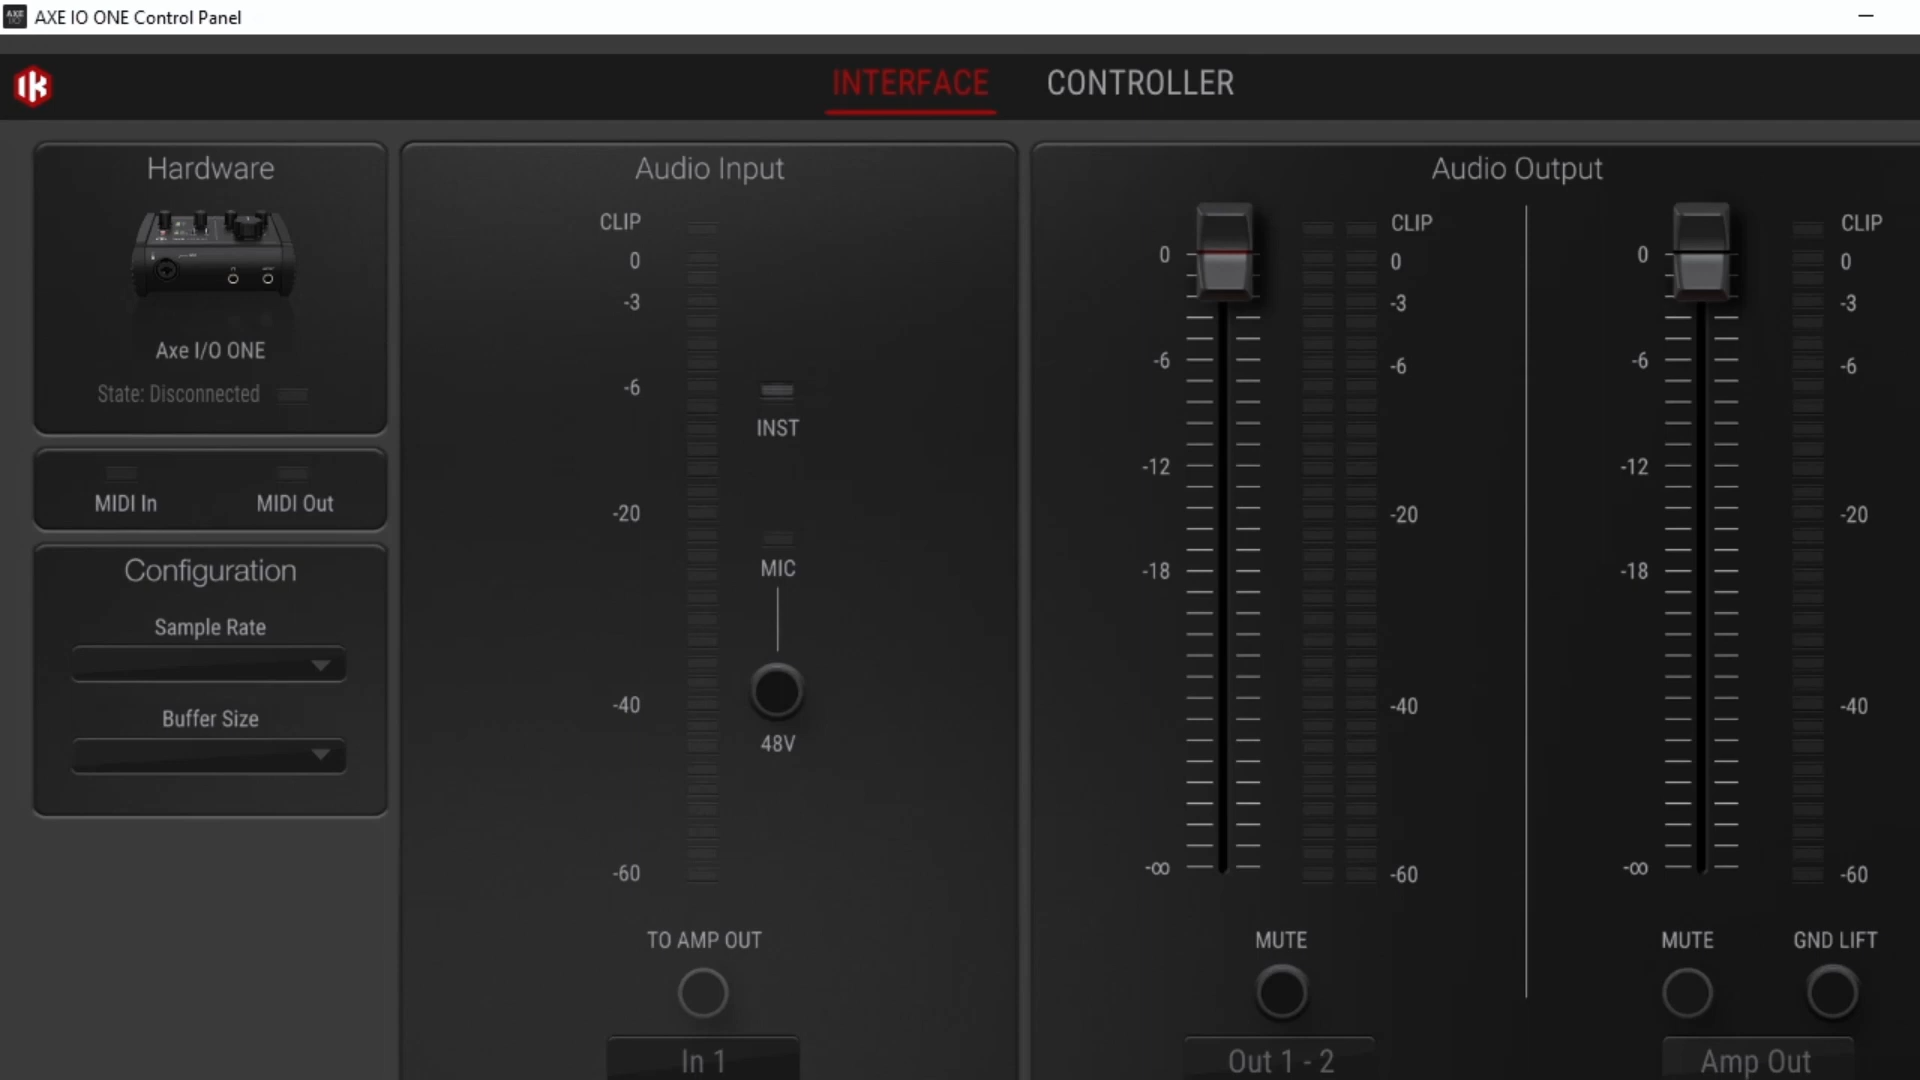 AXE IO ONE Control Panel
INTERFACE
CONTROLLER
Hardware
Axe I/O ONE
State: Disconnected
MIDI In
MIDI Out
Configuration
Sample Rate
Buffer Size
Audio Input
CLIP
0
-3
-6
-20
-40
-60
INST
MIC
48V
TO AMP OUT
In 1
Audio Output
0
-6
-12
-18
-∞
CLIP
0
-3
-6
-20
-40
-60
MUTE
Out 1 - 2
0
-6
-12
-18
-∞
CLIP
0
-3
-6
-20
-40
-60
MUTE
GND LIFT
Amp Out